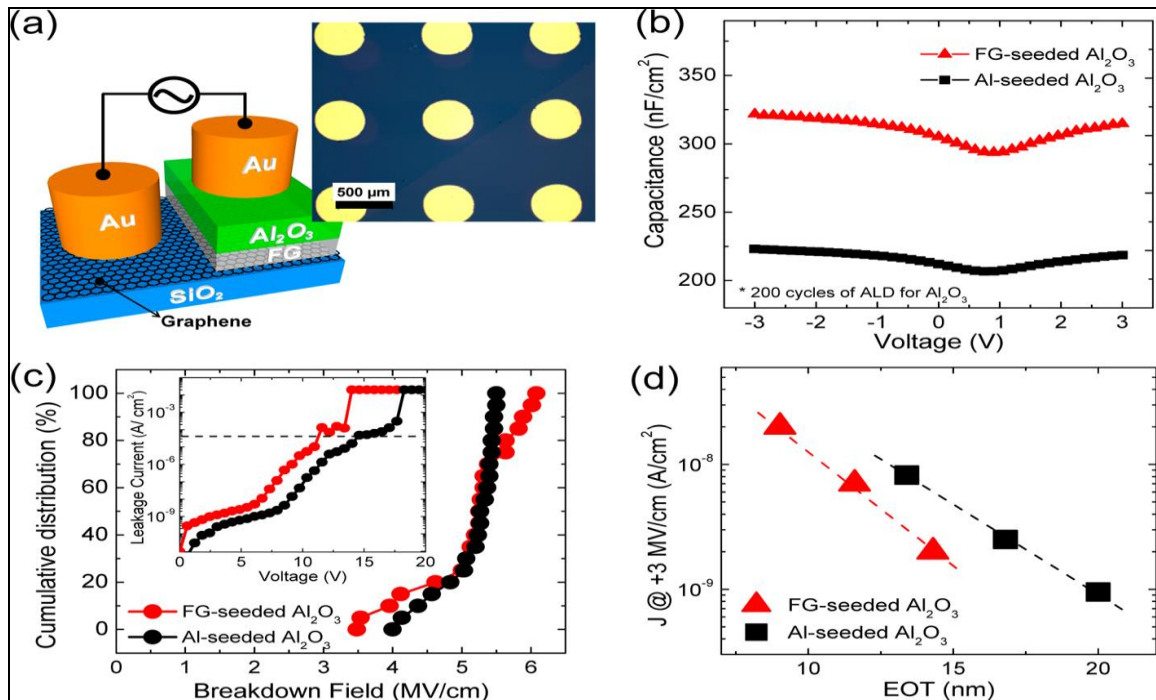 (a)
Au
Au
Al₂O₃
FG
SiO₂
Graphene
500 μm
(b)
Capacitance (nF/cm²)
375
350
325
300
275
250
225
200
FG-seeded Al₂O₃
Al-seeded Al₂O₃
* 200 cycles of ALD for Al₂O₃
-3 -2 -1 0 1 2 3
Voltage (V)
(c)
Cumulative distribution (%)
100
80
60
40
20
0
Leakage Current (A/ cm²)
10⁻³
10⁻⁶
10⁻⁹
0 5 10 15 20
Voltage (V)
FG-seeded Al₂O₃
Al-seeded Al₂O₃
0 1 2 3 4 5 6
Breakdown Field (MV/cm)
(d)
J @ +3 MV/cm (A/cm²)
10⁻⁸
10⁻⁹
FG-seeded Al₂O₃
Al-seeded Al₂O₃
10 15 20
EOT (nm)